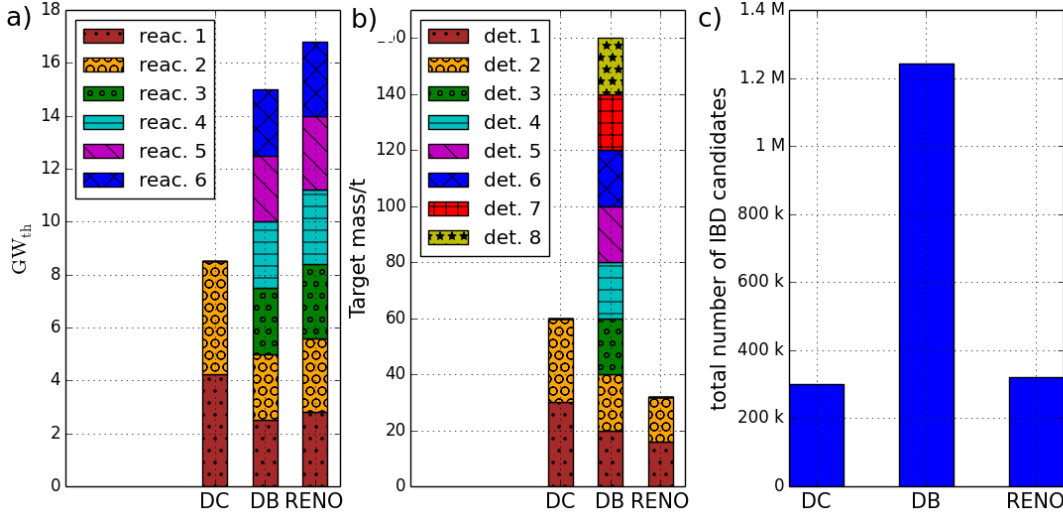 a)
18
16
14
12
10
8
6
4
2
0
GWth
reac. 1
reac. 2
reac. 3
reac. 4
reac. 5
reac. 6
DC DB RENO
b)
140
120
100
80
60
40
20
0
Target mass/t
det. 1
det. 2
det. 3
det. 4
det. 5
det. 6
det. 7
det. 8
DC DB RENO
c)
1.4 M
1.2 M
1 M
800 k
600 k
400 k
200 k
0
total number of IBD candidates
DC DB RENO